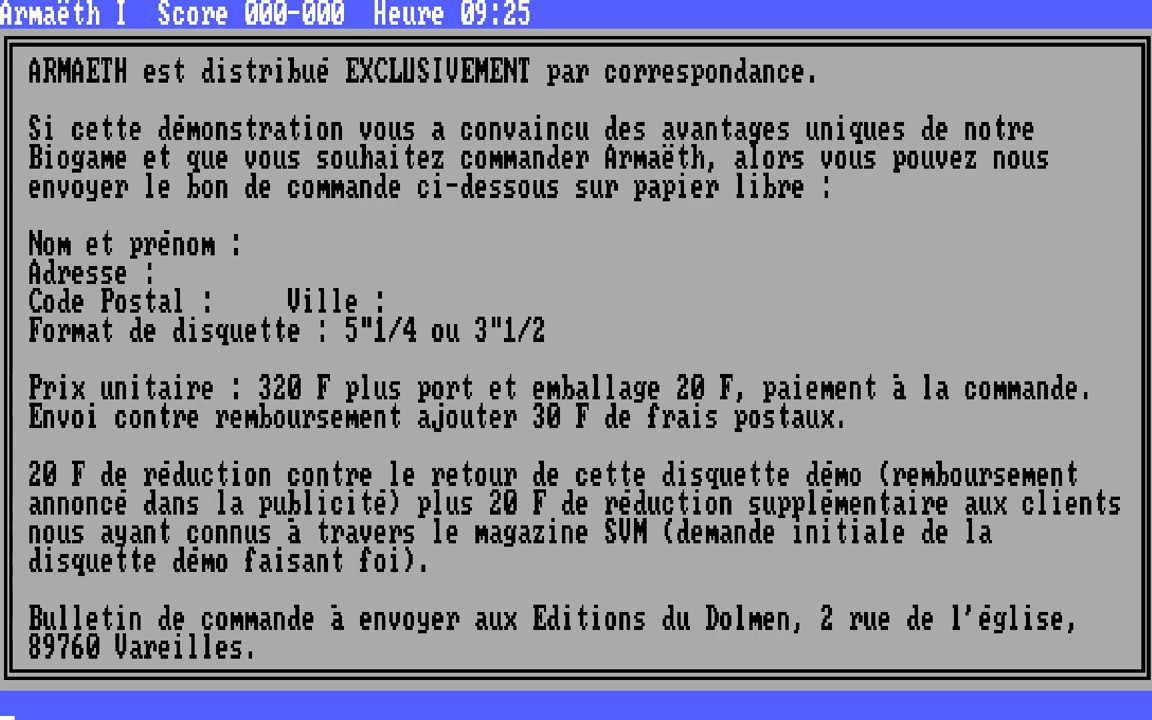 Armaëth I  Score 000-000  Heure 09:25
ARMAETH est distribué EXCLUSIVEMENT par correspondance.
Si cette démonstration vous a convaincu des avantages uniques de notre
Biogame et que vous souhaitez commander Armaëth, alors vous pouvez nous
envoyer le bon de commande ci-dessous sur papier libre :
Nom et prénom :
Adresse :
Code Postal :     Ville :
Format de disquette : 5"1/4 ou 3"1/2
Prix unitaire : 320 F plus port et emballage 20 F, paiement à la commande.
Envoi contre remboursement ajouter 30 F de frais postaux.
20 F de réduction contre le retour de cette disquette démo (remboursement
annoncé dans la publicité) plus 20 F de réduction supplémentaire aux clients
nous ayant connus à travers le magazine SVM (demande initiale de la
disquette démo faisant foi).
Bulletin de commande à envoyer aux Editions du Dolmen, 2 rue de l'église,
89760 Vareilles.